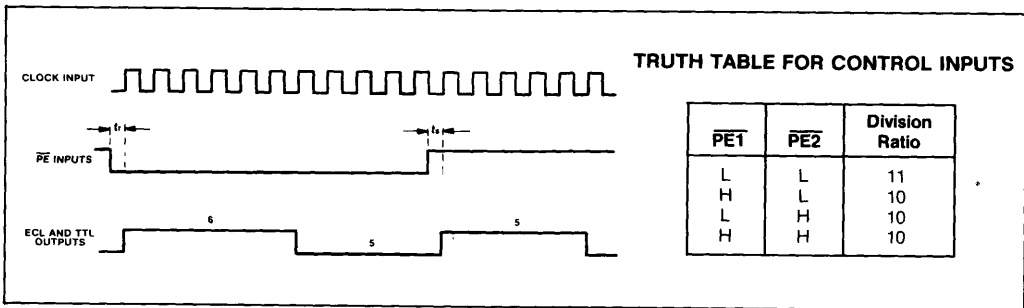 TRUTH TABLE FOR CONTROL INPUTS
CLOCK INPUT
tr
ts
PE INPUTS
6
5
5
ECL AND TTL
OUTPUTS
PE1 PE2 Division Ratio
L L 11
H L 10
L H 10
H H 10